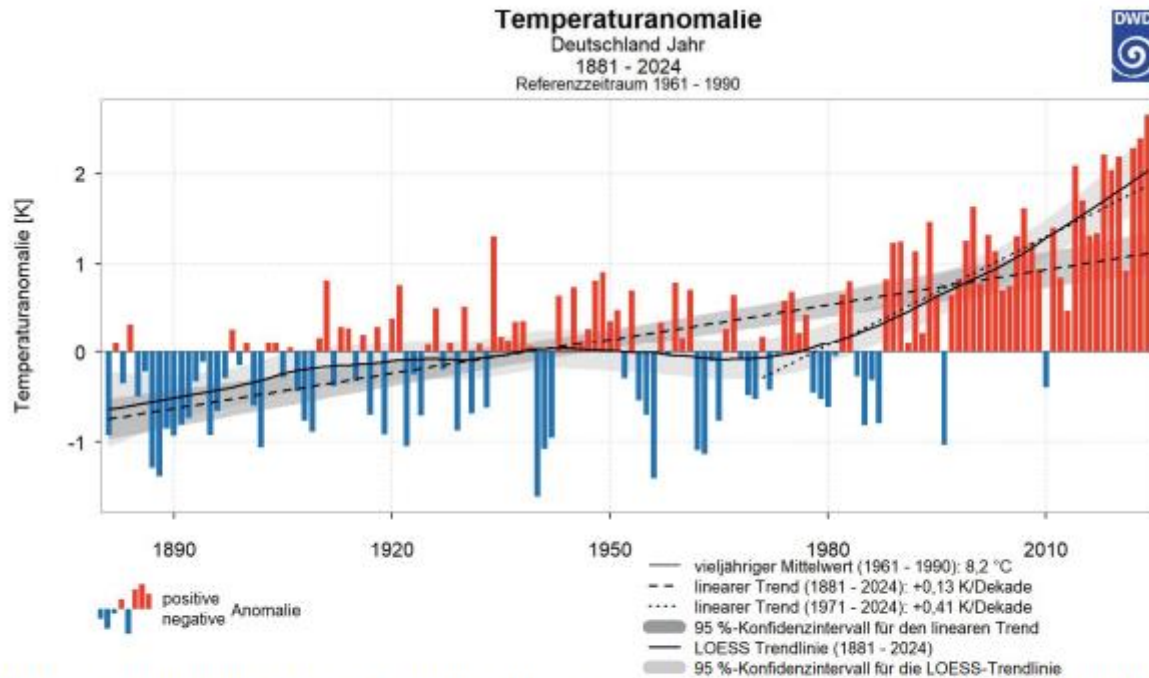 Temperaturanomalie
Deutschland Jahr
1881 - 2024
Referenzzeitraum 1961 - 1990
DWD
Temperaturanomalie [K]
2
1
0
-1
1890 1920 1950 1980 2010
positive
negative
Anomalie
vieljähriger Mittelwert (1961 - 1990): 8,2 °C
linearer Trend (1881 - 2024): +0,13 K/Dekade
linearer Trend (1971 - 2024): +0,41 K/Dekade
95 %-Konfidenzintervall für den linearen Trend
LOESS Trendlinie (1881 - 2024)
95 %-Konfidenzintervall für die LOESS-Trendlinie